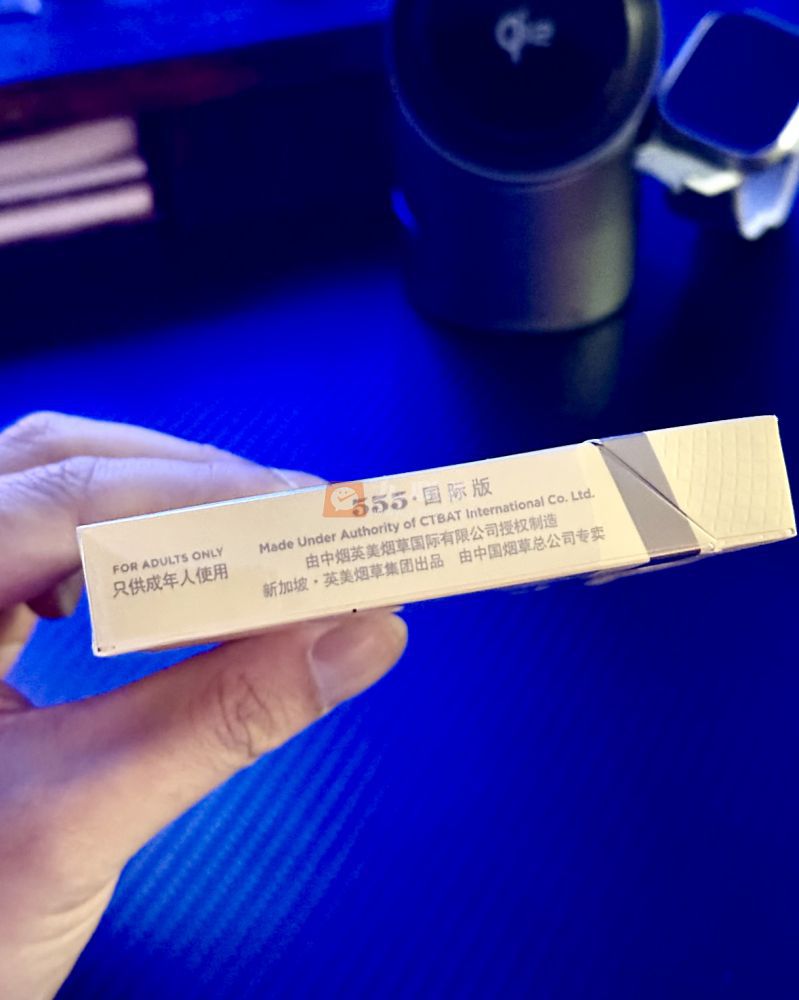 555·国际版
Made Under Authority of CTBAT International Co. Ltd.
由中烟英美烟草国际有限公司授权制造
新加坡·英美烟草集团出品 由中国烟草总公司专卖
FOR ADULTS ONLY
只供成年人使用